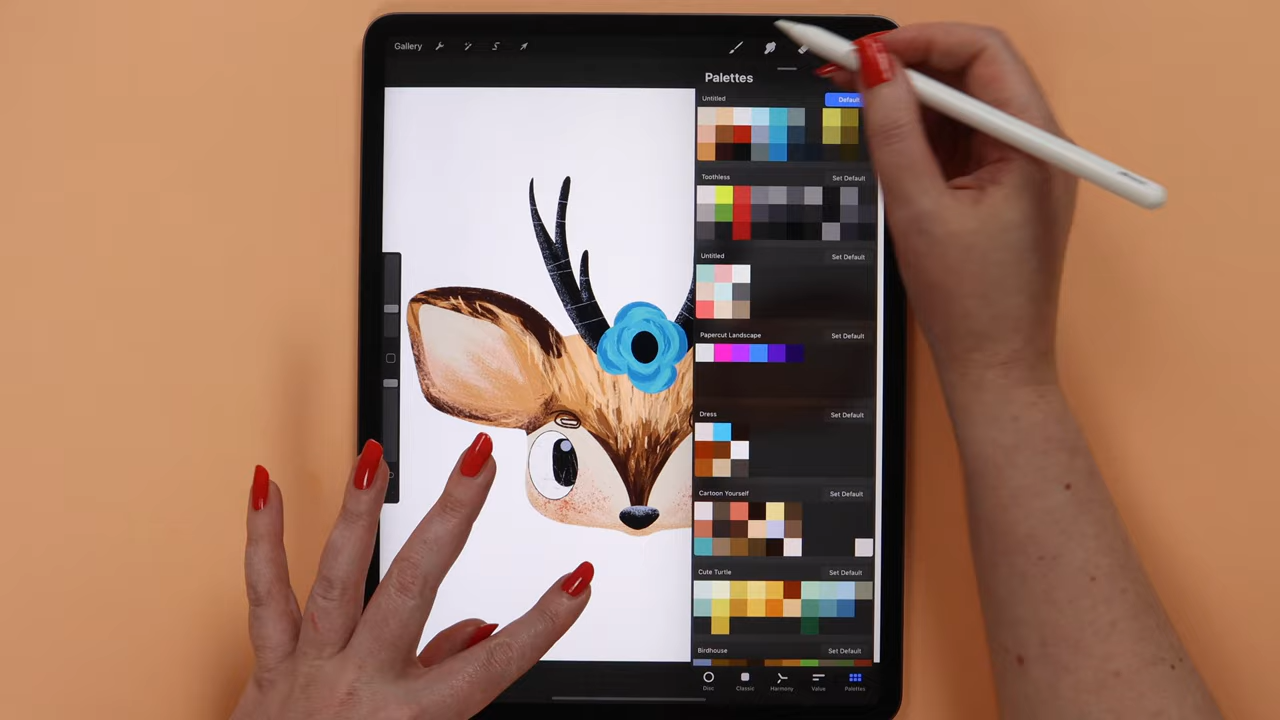 Gallery
Palettes
Untitled Default
Toothless Set Default
Untitled Set Default
Papercut Landscape Set Default
Dress Set Default
Cartoon Yourself Set Default
Cute Turtle Set Default
Birdhouse Set Default
Disc Classic Harmony Value Palettes